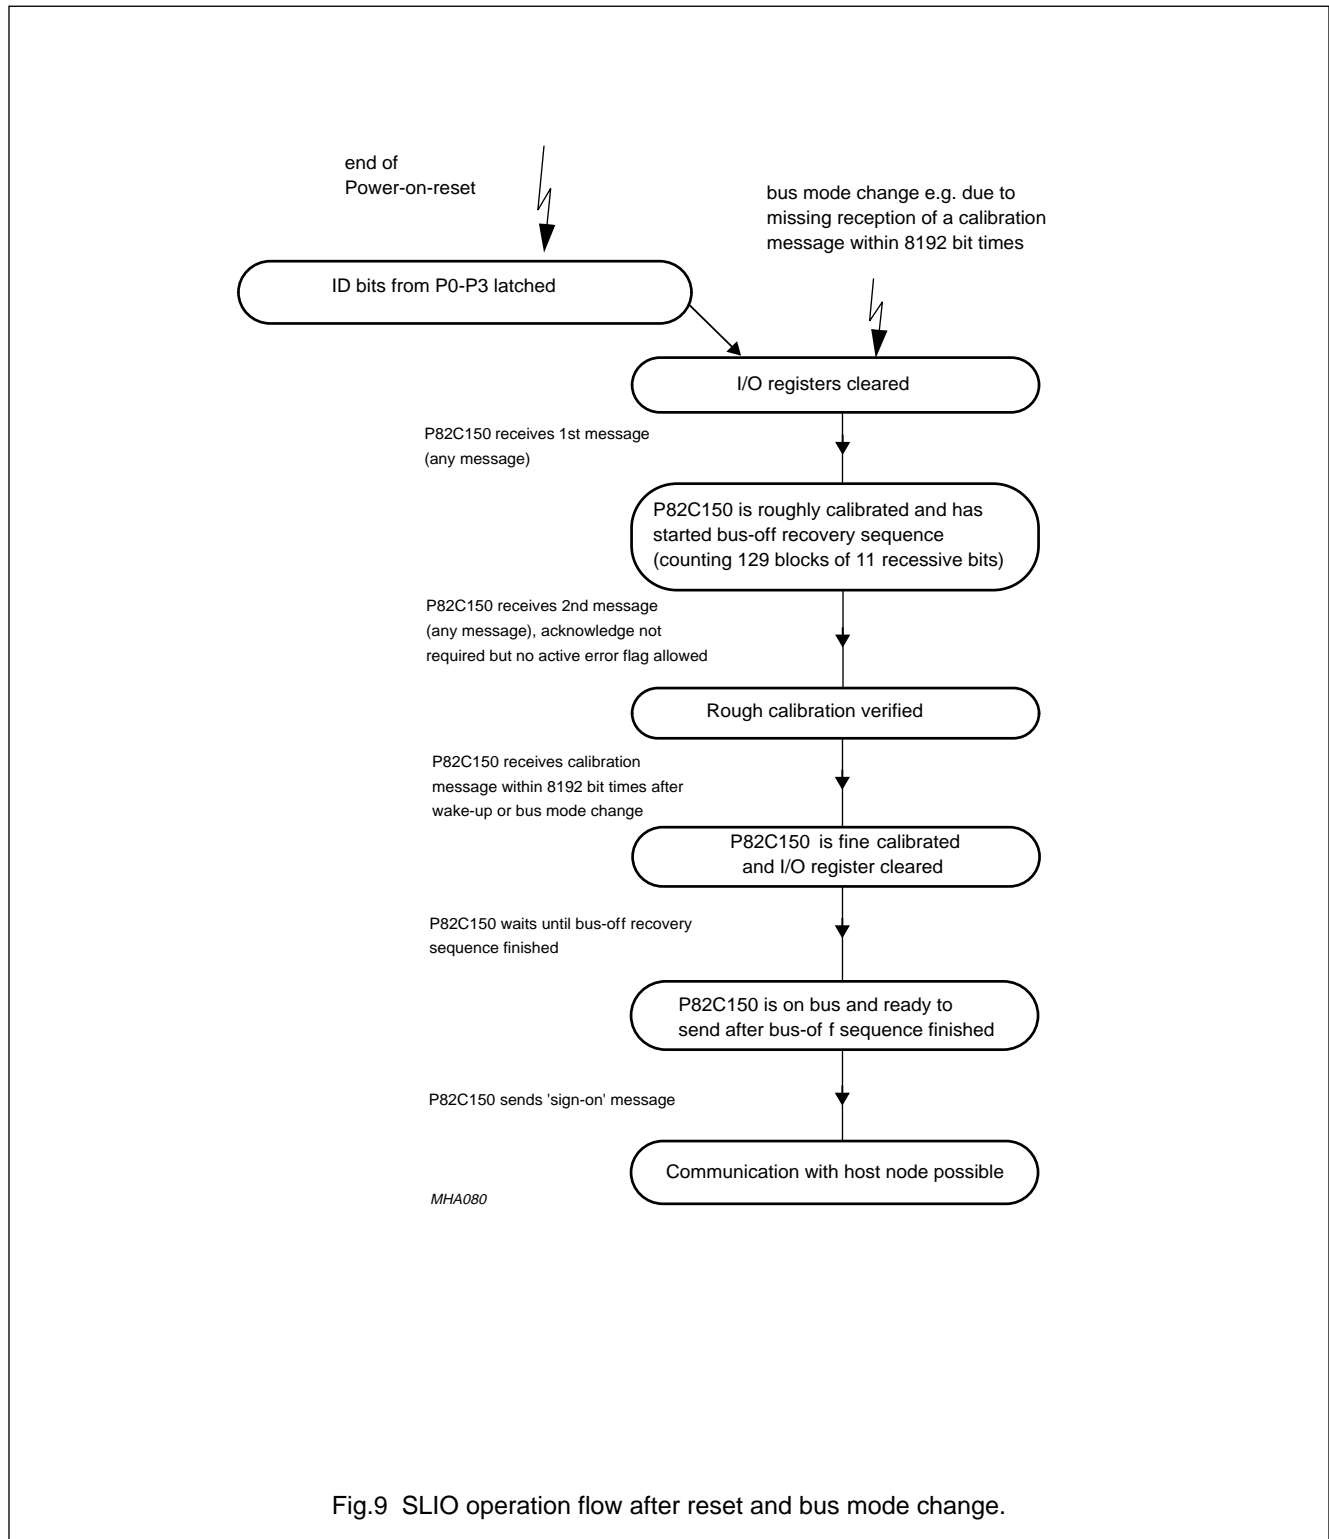 end of
Power-on-reset
bus mode change e.g. due to
missing reception of a calibration
message within 8192 bit times
ID bits from P0-P3 latched
I/O registers cleared
P82C150 receives 1st message
(any message)
P82C150 is roughly calibrated and has
started bus-off recovery sequence
(counting 129 blocks of 11 recessive bits)
P82C150 receives 2nd message
(any message), acknowledge not
required but no active error flag allowed
Rough calibration verified
P82C150 receives calibration
message within 8192 bit times after
wake-up or bus mode change
P82C150 is fine calibrated
and I/O register cleared
P82C150 waits until bus-off recovery
sequence finished
P82C150 is on bus and ready to
send after bus-of f sequence finished
P82C150 sends 'sign-on' message
Communication with host node possible
MHA080
Fig.9 SLIO operation flow after reset and bus mode change.